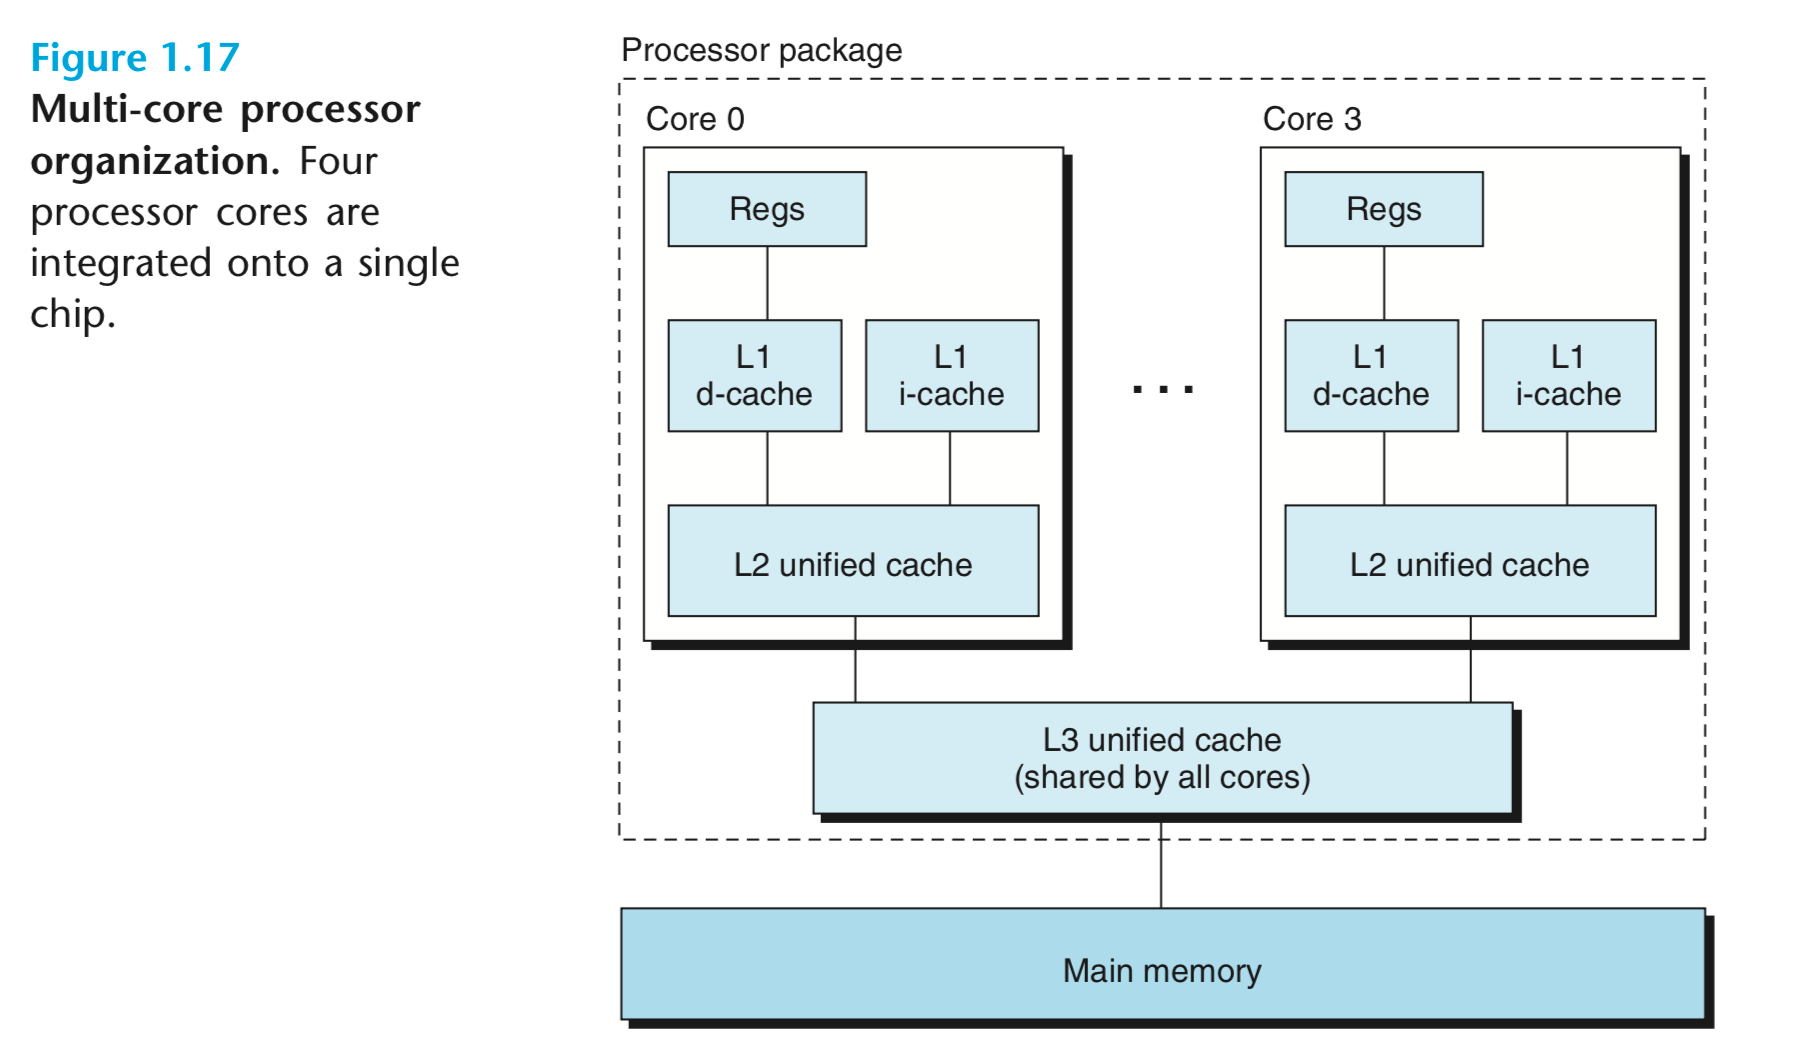 Figure 1.17
Multi-core processor
organization. Four
processor cores are
integrated onto a single
chip.
Processor package
Core 0
Regs
L1
d-cache
L1
i-cache
L2 unified cache
. . .
Core 3
Regs
L1
d-cache
L1
i-cache
L2 unified cache
L3 unified cache
(shared by all cores)
Main memory